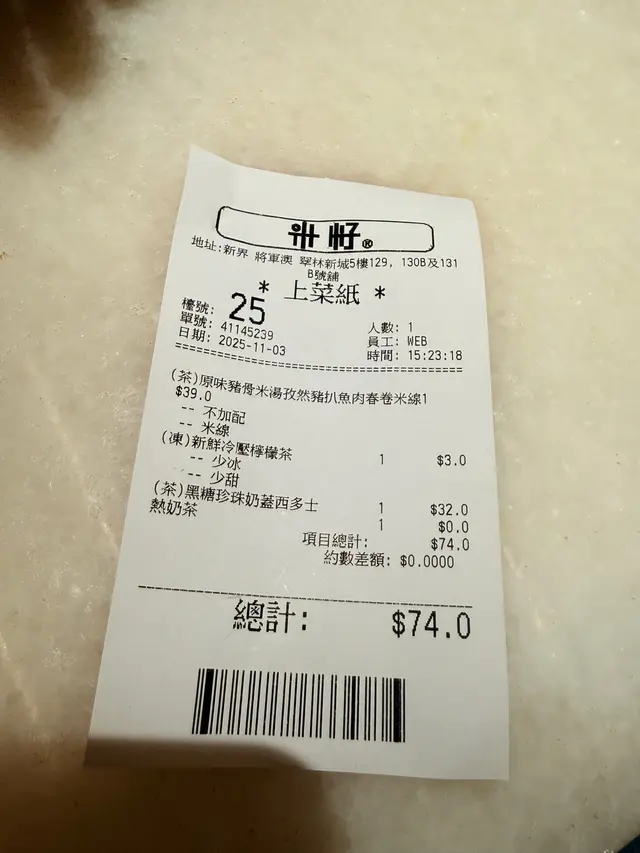 米好®
地址:新界 將軍澳 翠林新城5樓129, 130B及131
B號舖
* 上菜紙 *
檯號: 25 人數: 1
單號: 41145239 員工: WEB
日期: 2025-11-03 時間: 15:23:18
(茶)原味豬骨米湯孜然豬扒魚肉春卷米線1
$39.0
-- 不加配
-- 米線
(凍)新鮮冷壓檸檬茶 1 $3.0
-- 少冰
-- 少甜
(茶)黑糖珍珠奶蓋西多士 1 $32.0
熱奶茶 1 $0.0
項目總計: $74.0
約數差額: $0.0000
總計: $74.0